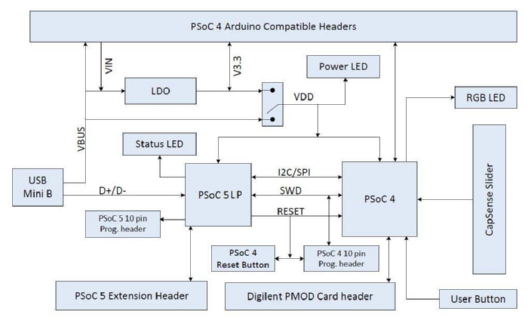 PSoC 4 Arduino Compatible Headers
VIN
V3.3
Power LED
LDO
VDD
RGB LED
VBUS
Status LED
CapSense Slider
USB
Mini B
D+/D-
PSoC 5 LP
I2C/SPI
SWD
RESET
PSoC 4
PSoC 5 10 pin
Prog. header
PSoC 4
Reset Button
PSoC 4 10 pin
Prog. header
PSoC 5 Extension Header
Digilent PMOD Card header
User Button